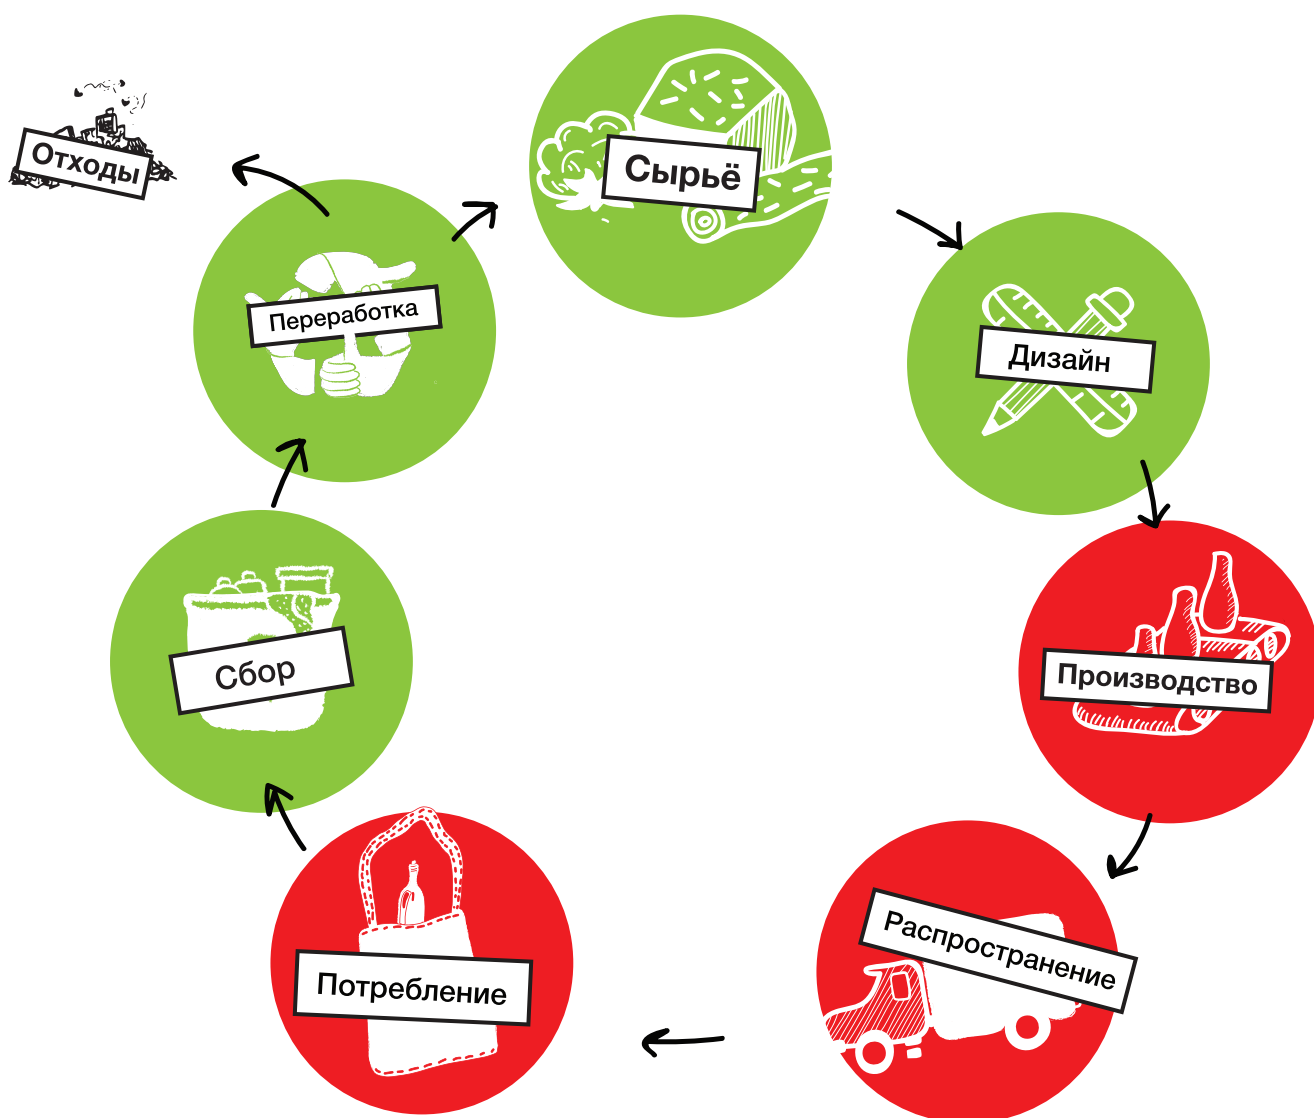 Отходы
Сырьё
Переработка
Дизайн
Сбор
Производство
Потребление
Распространение